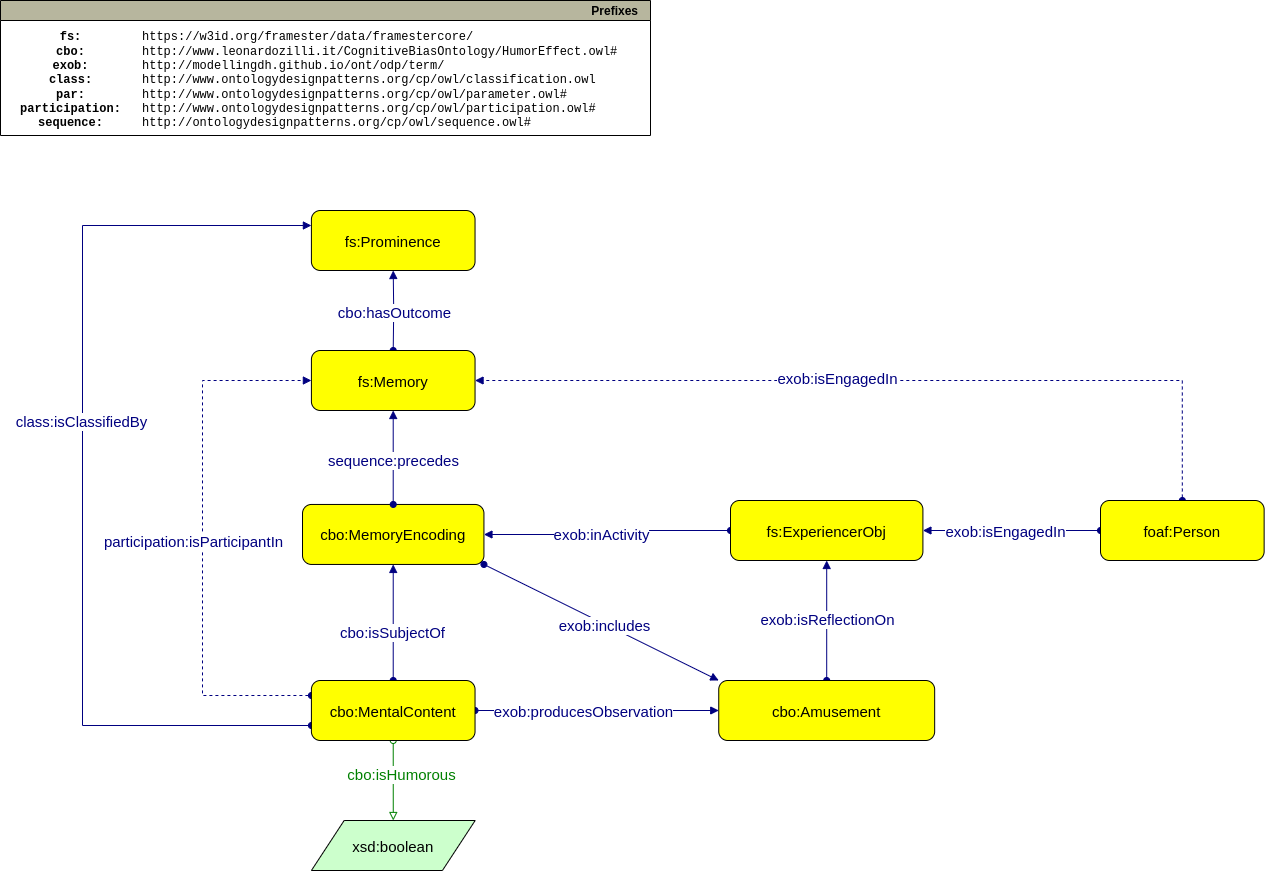 Prefixes
fs: https://w3id.org/framester/data/framestercore/
cbo: http://www.leonardozilli.it/CognitiveBiasOntology/HumorEffect.owl#
exob: http://modellingdh.github.io/ont/odp/term/
class: http://www.ontologydesignpatterns.org/cp/owl/classification.owl
par: http://www.ontologydesignpatterns.org/cp/owl/parameter.owl#
participation: http://www.ontologydesignpatterns.org/cp/owl/participation.owl#
sequence: http://ontologydesignpatterns.org/cp/owl/sequence.owl#
fs:Prominence
cbo:hasOutcome
fs:Memory
exob:isEngagedIn
class:isClassifiedBy
sequence:precedes
cbo:MemoryEncoding
exob:inActivity
fs:ExperiencerObj
exob:isEngagedIn
foaf:Person
participation:isParticipantIn
cbo:isSubjectOf
exob:includes
exob:isReflectionOn
cbo:MentalContent
exob:producesObservation
cbo:Amusement
cbo:isHumorous
xsd:boolean